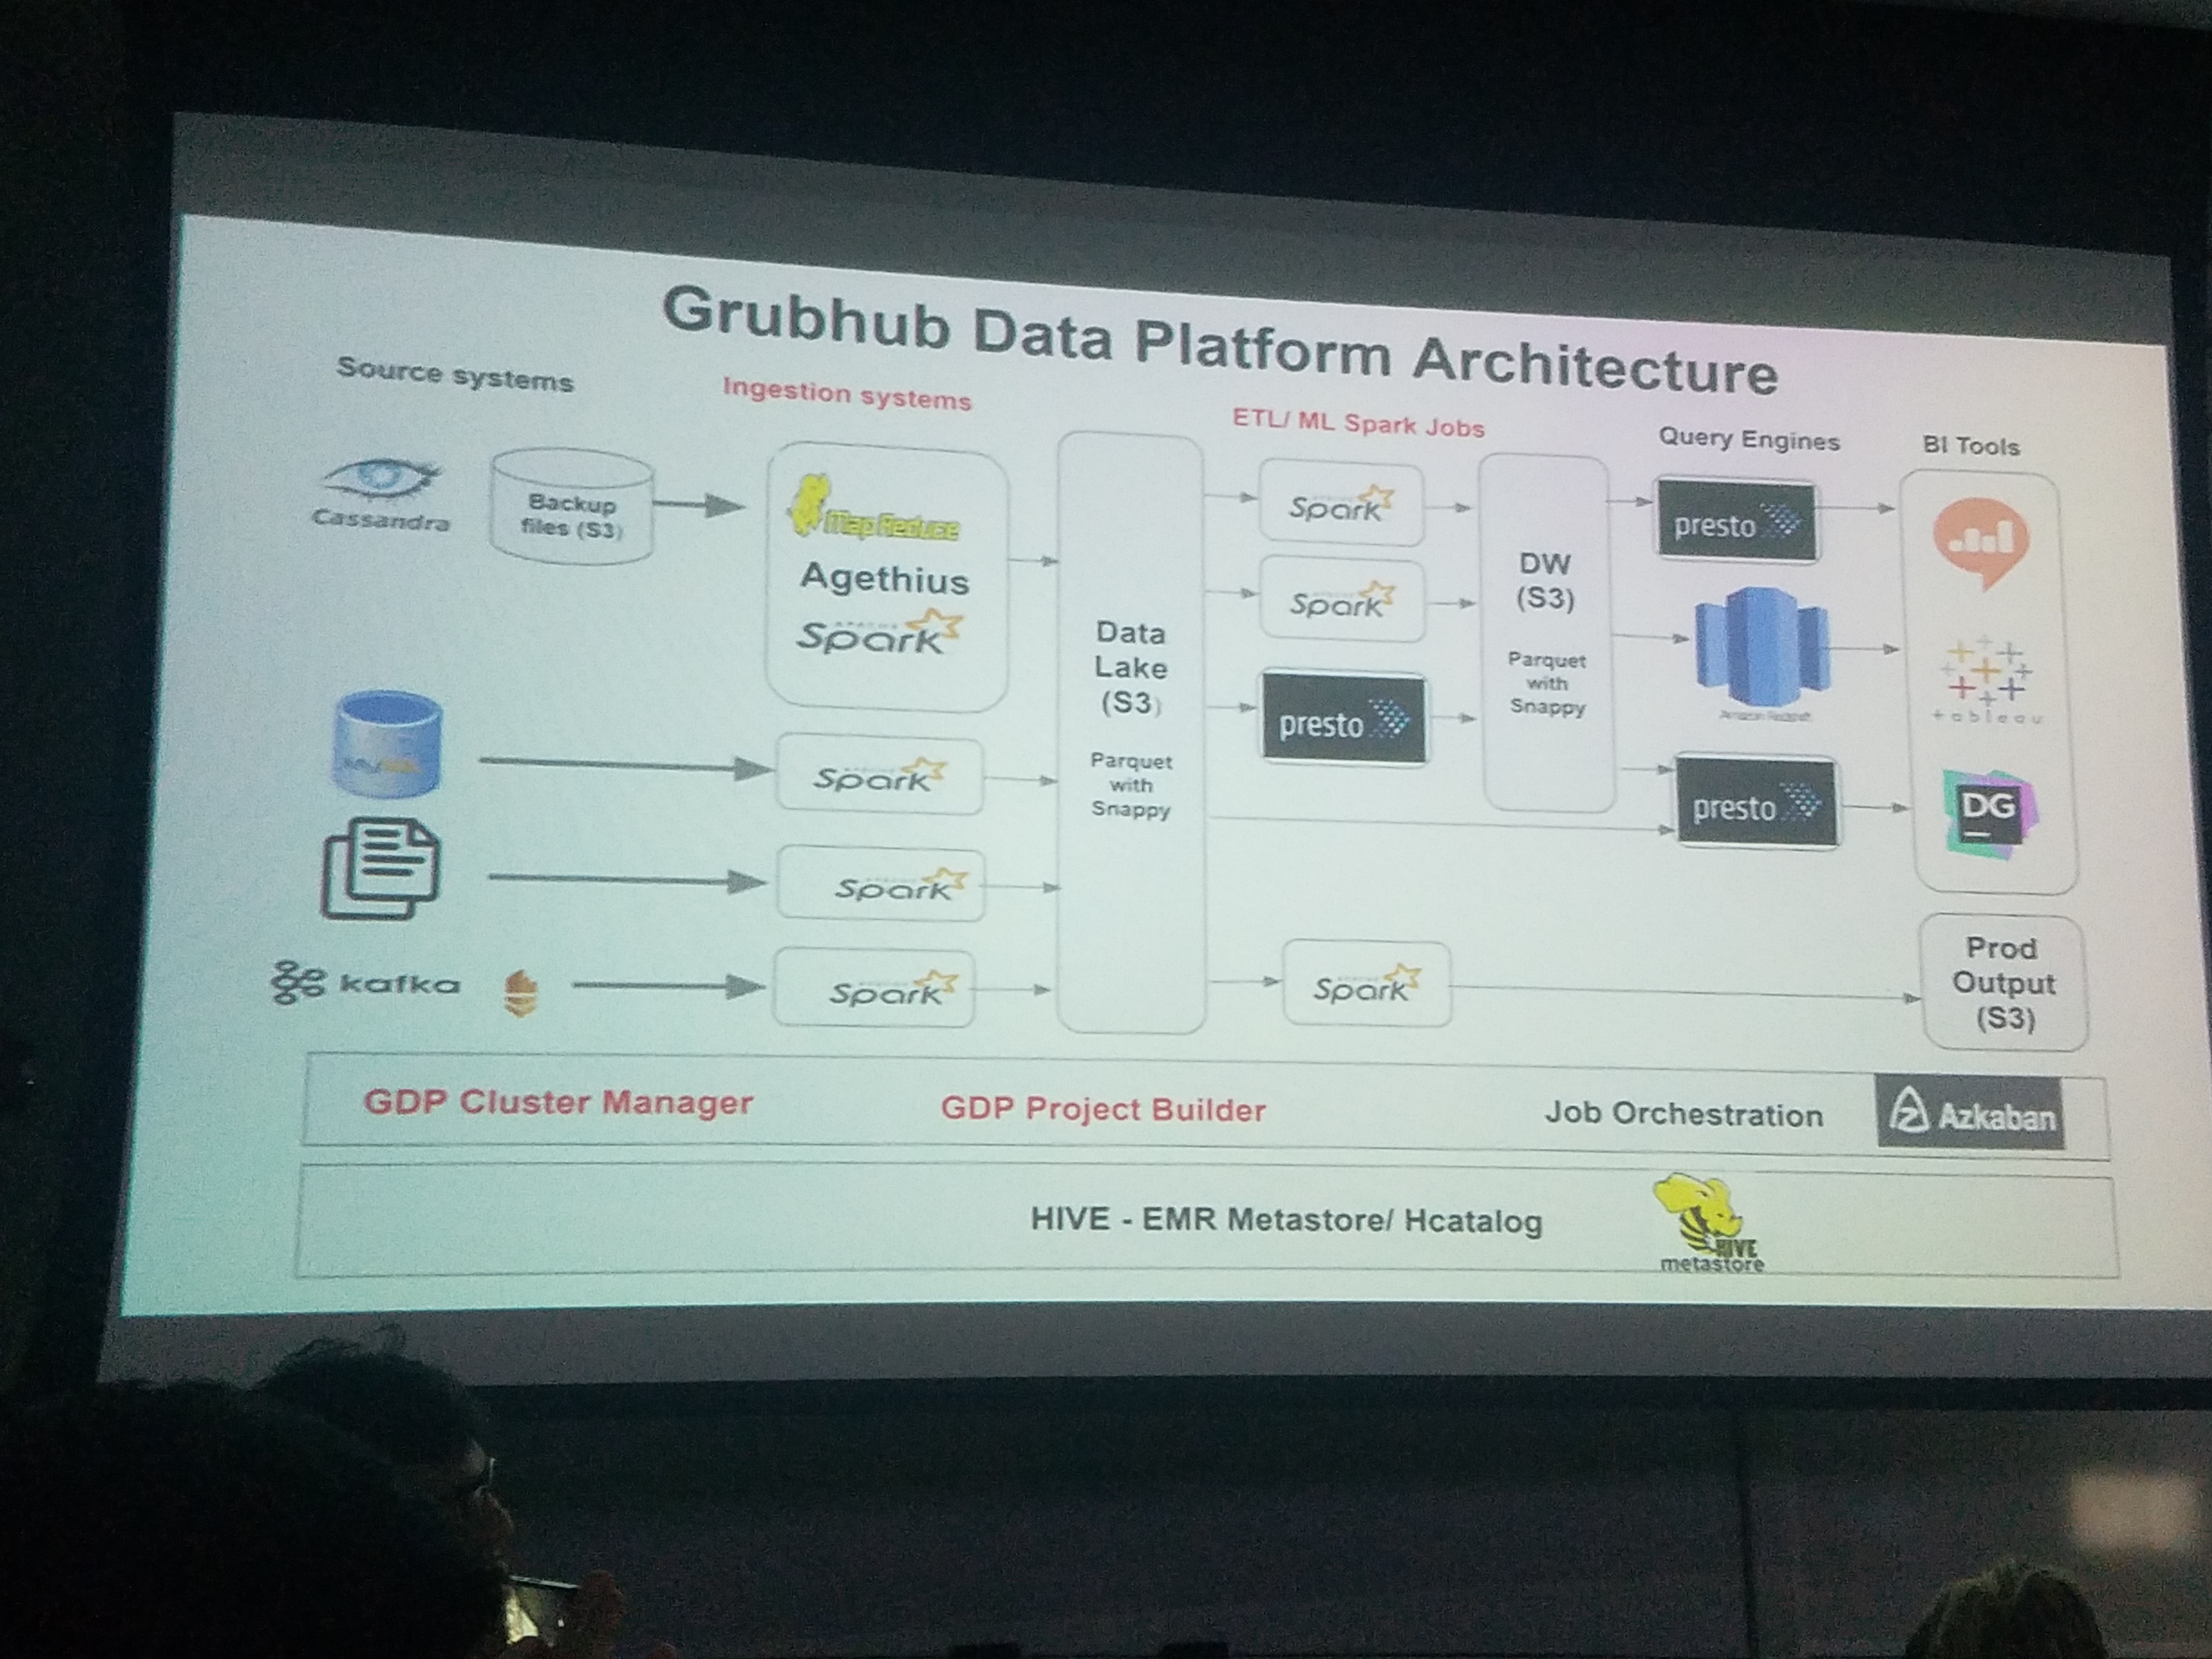 Grubhub Data Platform Architecture
Source systems
Ingestion systems
ETL/ ML Spark Jobs
Query Engines
BI Tools
Cassandra
Backup
files (S3)
Map Reduce
Agethius
APACHE
Spark
Data
Lake
(S3)
Parquet
with
Snappy
Spark
Spark
presto
DW
(S3)
Parquet
with
Snappy
presto
Amazon Redshift
presto
tableau
DG
Spark
Spark
kafka
Spark
Spark
Prod
Output
(S3)
GDP Cluster Manager
GDP Project Builder
Job Orchestration
Azkaban
HIVE - EMR Metastore/ Hcatalog
HIVE
metastore